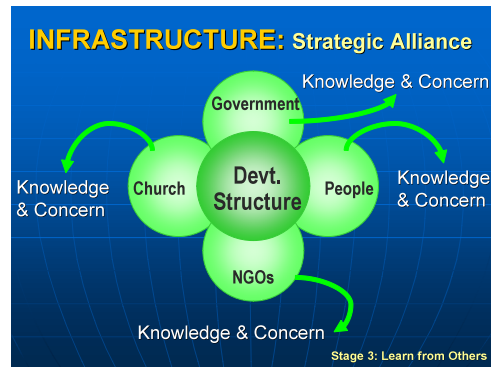 INFRASTRUCTURE: Strategic Alliance
Knowledge & Concern
Government
Knowledge
& Concern
Church
Devt.
Structure
People
Knowledge
& Concern
NGOs
Knowledge & Concern
Stage 3: Learn from Others